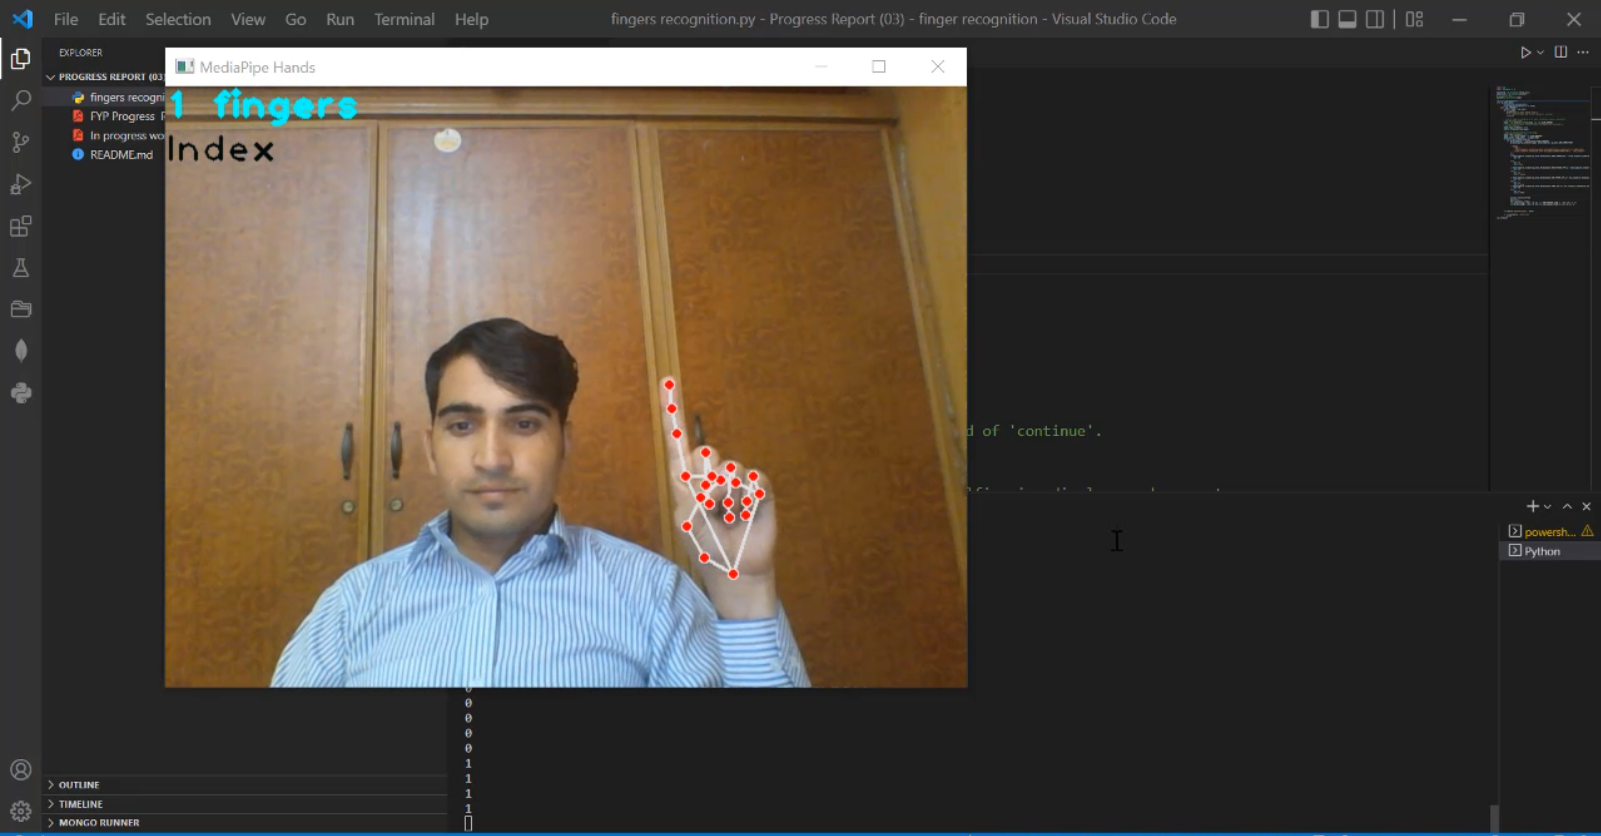 File Edit Selection View Go Run Terminal Help
fingers recognition.py - Progress Report (03) - finger recognition - Visual Studio Code
EXPLORER
PROGRESS REPORT (03)
fingers recogni
FYP Progress
In progress wo
README.md
MediaPipe Hands
1 fingers
Index
d of 'continue'.
powersh...
Python
0
0
0
0
0
1
1
1
1
OUTLINE
TIMELINE
MONGO RUNNER